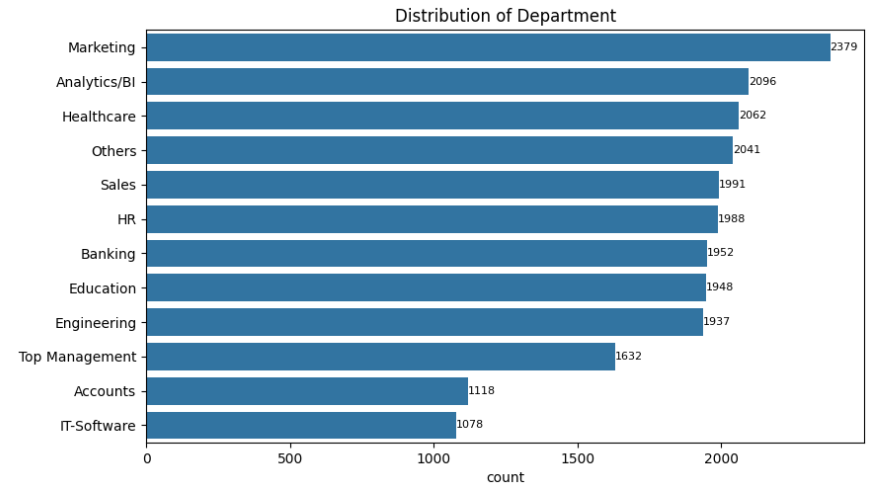 Distribution of Department
Marketing 2379
Analytics/BI 2096
Healthcare 2062
Others 2041
Sales 1991
HR 1988
Banking 1952
Education 1948
Engineering 1937
Top Management 1632
Accounts 1118
IT-Software 1078
0 500 1000 1500 2000
count